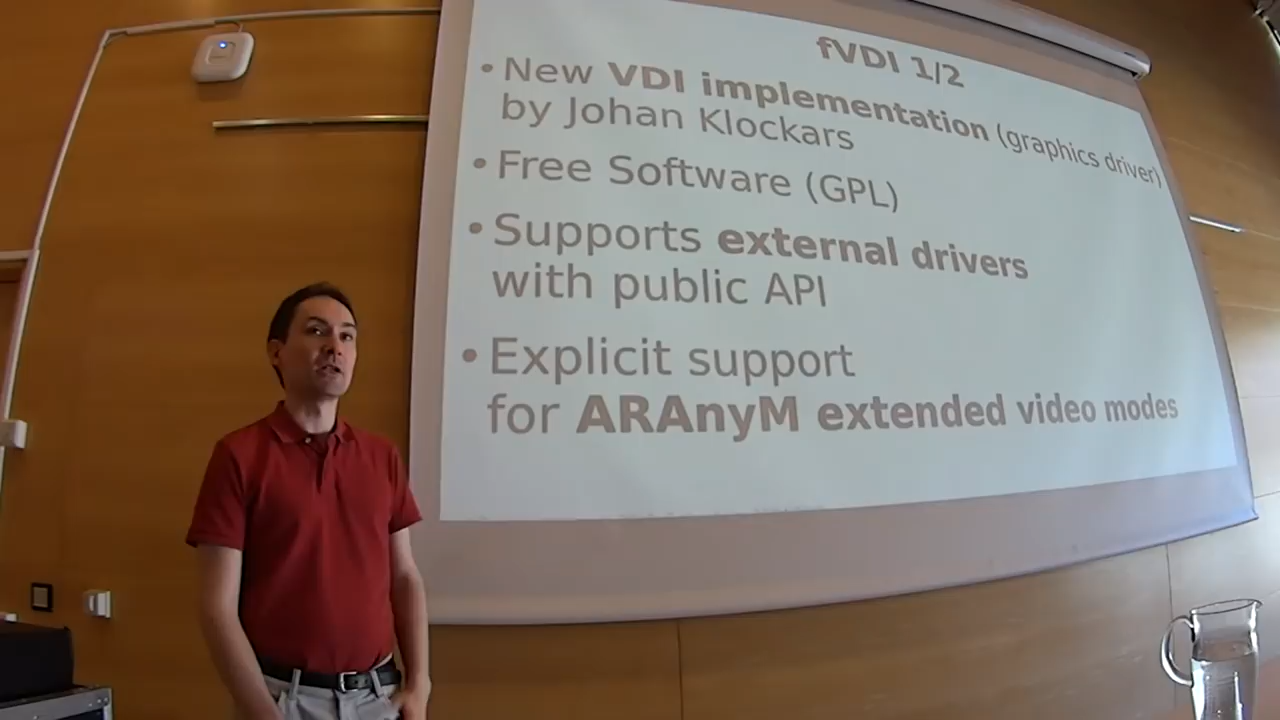 fVDI 1/2
• New VDI implementation (graphics driver)
by Johan Klockars
• Free Software (GPL)
• Supports external drivers
with public API
• Explicit support
for ARAnyM extended video modes